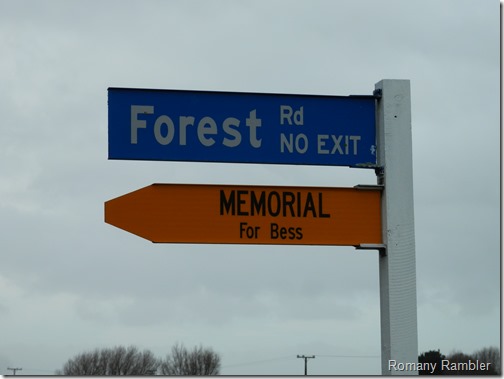 Forest Rd
NO EXIT
MEMORIAL
For Bess
Romany Rambler